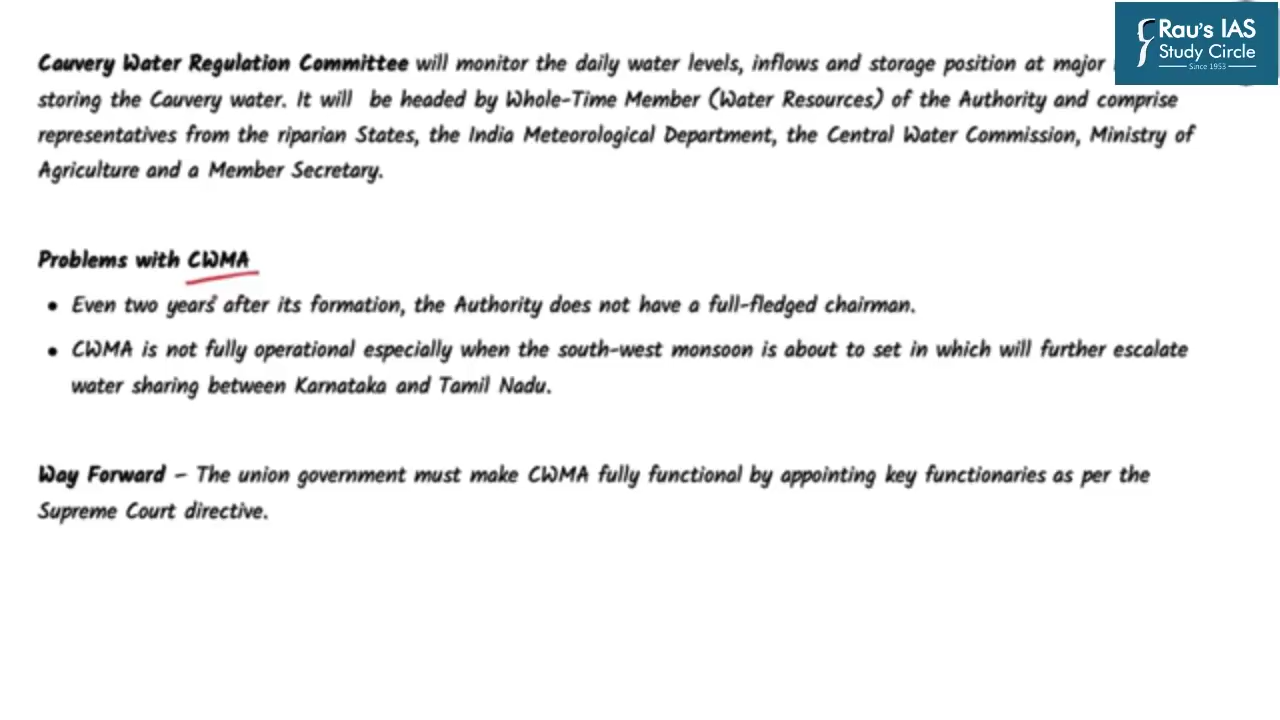 Rau's IAS
Study Circle
Since 1953
Cauvery Water Regulation Committee will monitor the daily water levels, inflows and storage position at major
storing the Cauvery water. It will be headed by Whole-Time Member (Water Resources) of the Authority and comprise
representatives from the riparian States, the India Meteorological Department, the Central Water Commission, Ministry of
Agriculture and a Member Secretary.
Problems with CWMA
• Even two years after its formation, the Authority does not have a full-fledged chairman.
• CWMA is not fully operational especially when the south-west monsoon is about to set in which will further escalate
water sharing between Karnataka and Tamil Nadu.
Way Forward – The union government must make CWMA fully functional by appointing key functionaries as per the
Supreme Court directive.